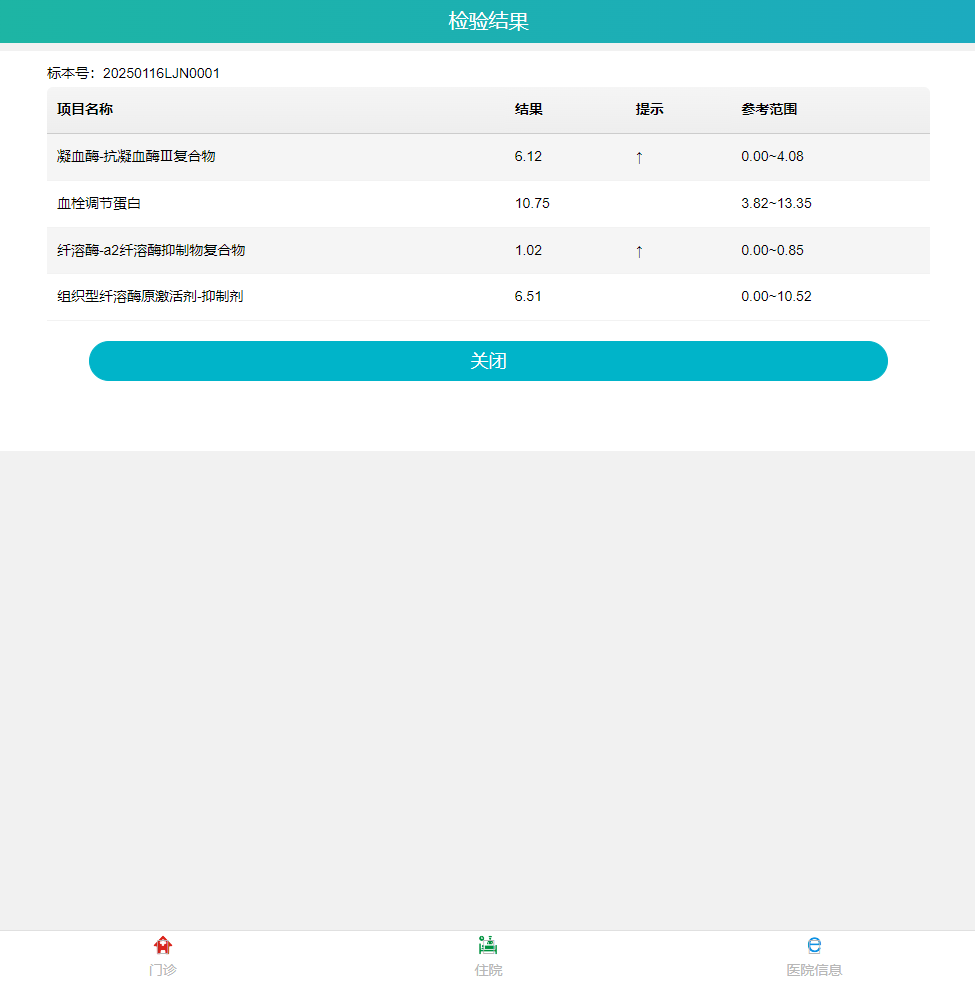 检验结果
标本号：20250116LJN0001
项目名称 结果 提示 参考范围
凝血酶-抗凝血酶Ⅲ复合物 6.12 ↑ 0.00~4.08
血栓调节蛋白 10.75 3.82~13.35
纤溶酶-a2纤溶酶抑制物复合物 1.02 ↑ 0.00~0.85
组织型纤溶酶原激活剂-抑制剂 6.51 0.00~10.52
关闭
门诊 住院 医院信息